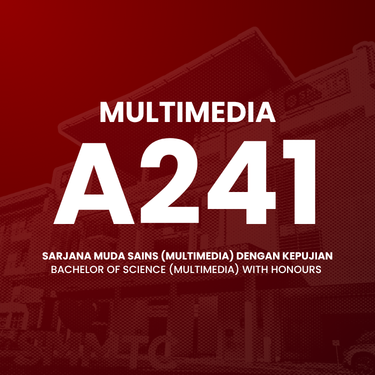 MULTIMEDIA
A241
SARJANA MUDA SAINS (MULTIMEDIA) DENGAN KEPUJIAN
BACHELOR OF SCIENCE (MULTIMEDIA) WITH HONOURS